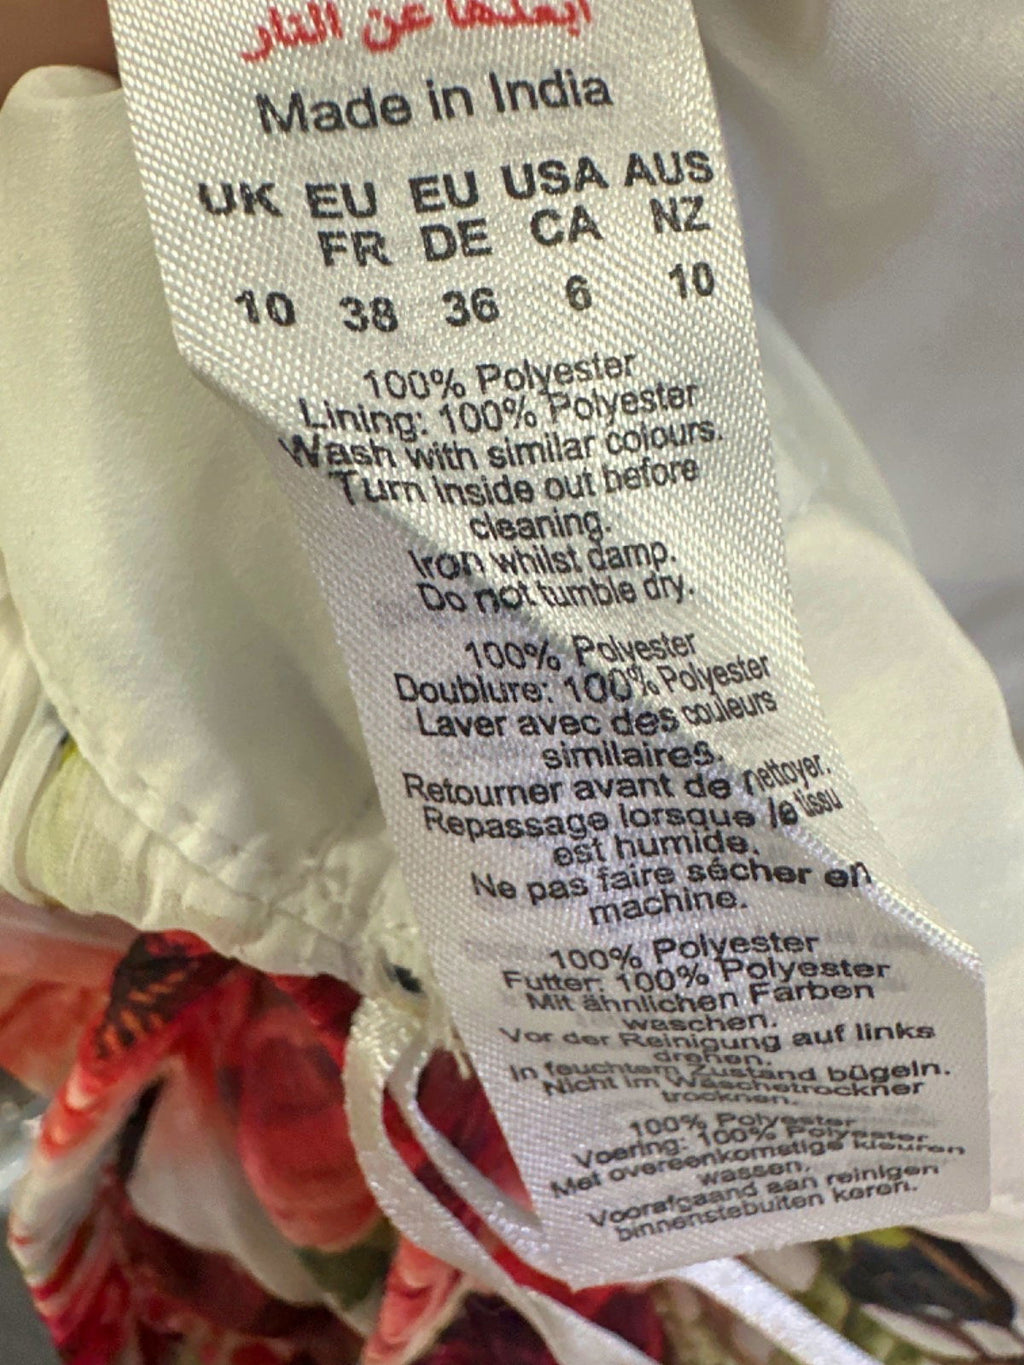 أبعدها عن النار
Made in India
UK EU EU USA AUS
FR DE CA NZ
10 38 36 6 10
100% Polyester
Lining: 100% Polyester
Wash with similar colours.
Turn inside out before
cleaning.
Iron whilst damp.
Do not tumble dry.
100% Polyester
Doublure: 100% Polyester
Laver avec des couleurs
similaires.
Retourner avant de nettoyer.
Repassage lorsque le tissu
est humide.
Ne pas faire sécher en
machine.
100% Polyester
Futter: 100% Polyester
Mit ähnlichen Farben
waschen.
Vor der Reinigung auf links
drehen.
In feuchtem Zustand bügeln.
Nicht im Wäschetrockner
trocknen.
100% Polyester
Voering: 100% Polyester
Met overeenkomstige kleuren
wassen.
Voorafgaand aan reinigen
binnenstebuiten keren.